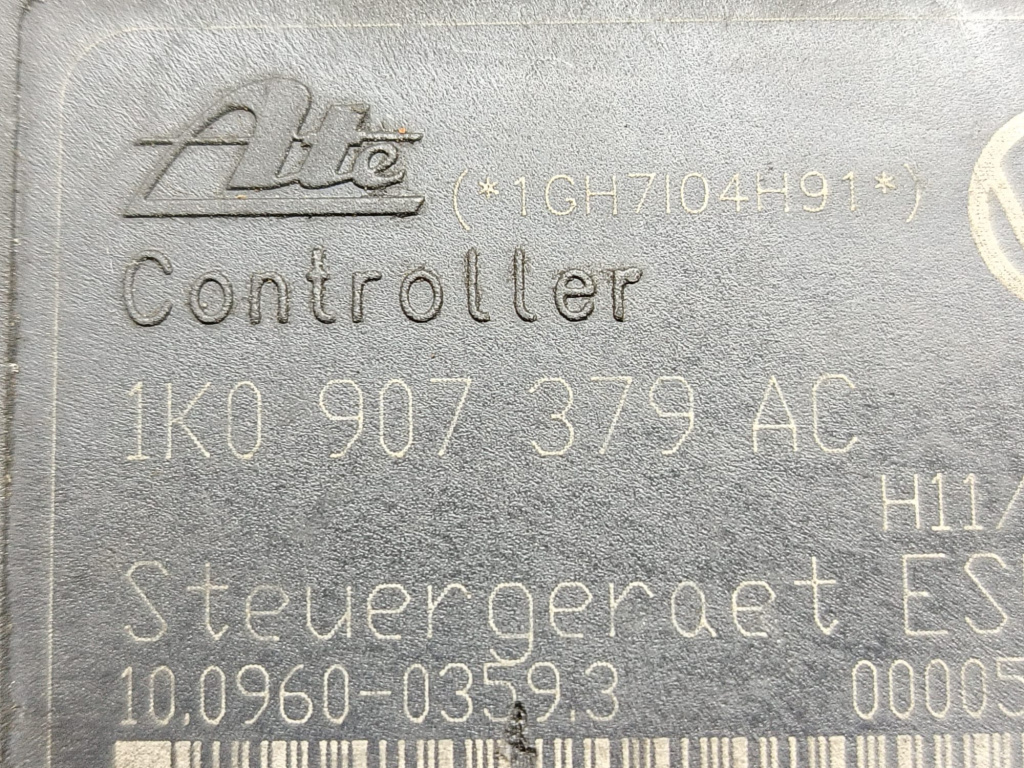 Ate (*1GH7I04H91*)
Controller
1K0 907 379 AC
H11/
Steuergeraet ES
10.0960-0359.3 00005